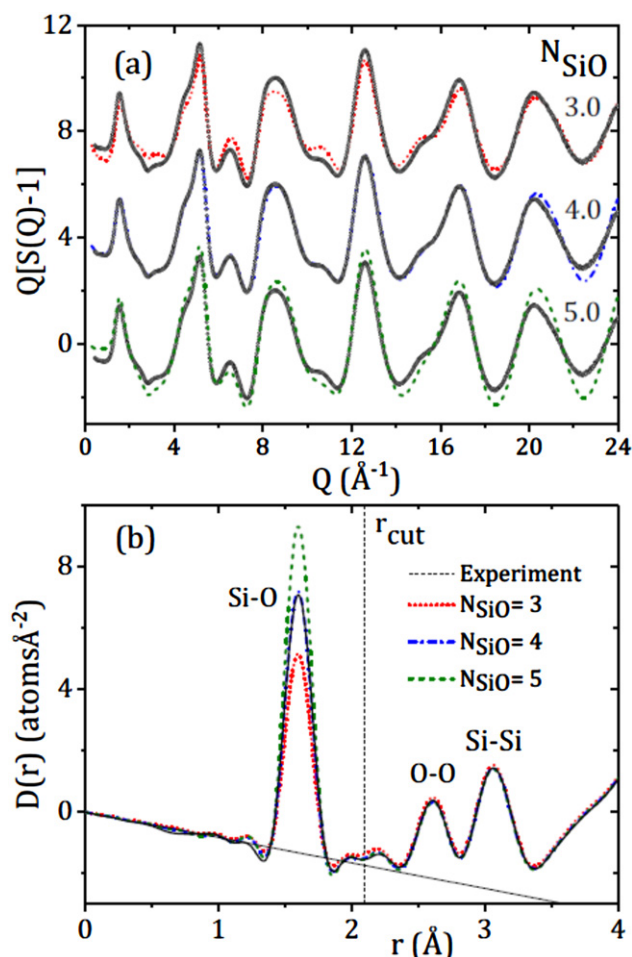 12
8
4
0
Q[S(Q)-1]
(a)
N_SiO
3.0
4.0
5.0
0 4 8 12 16 20 24
Q (Å⁻¹)
8
4
0
D(r) (atomsÅ⁻²)
(b)
r_cut
Si-O
Experiment
N_SiO= 3
N_SiO= 4
N_SiO= 5
O-O
Si-Si
0 1 2 3 4
r (Å)